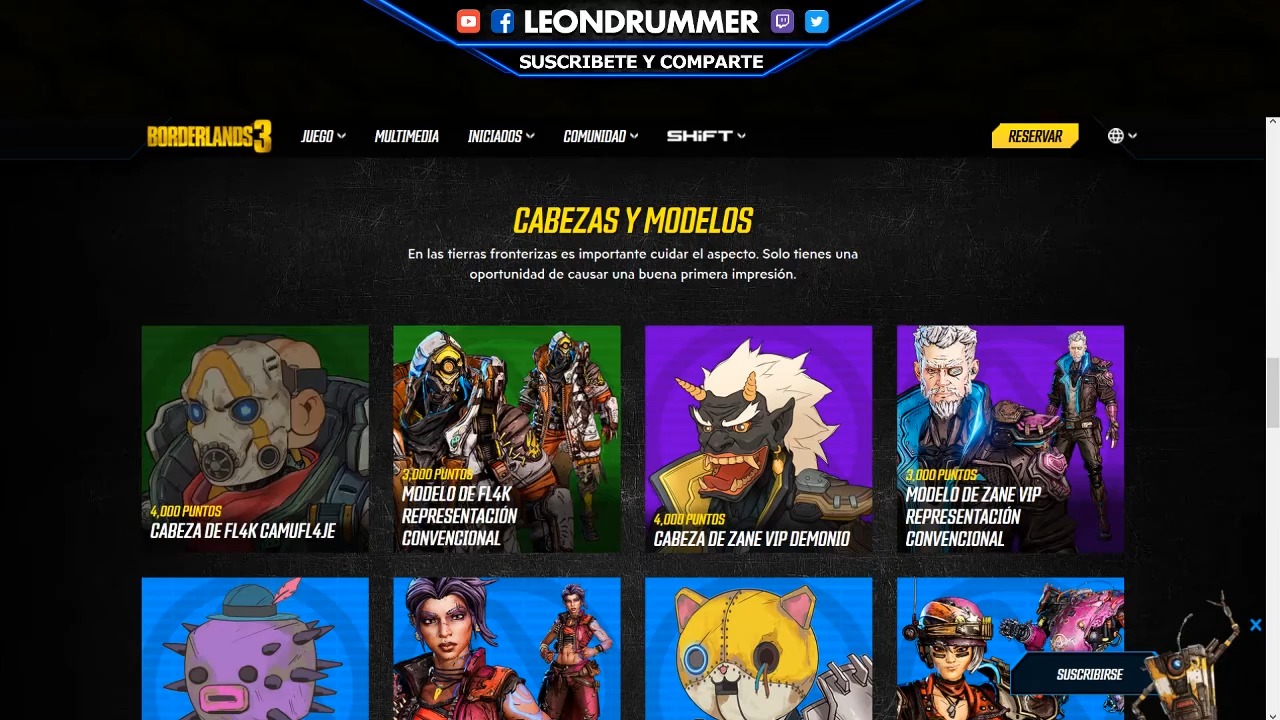 LEONDRUMMER
SUSCRIBETE Y COMPARTE
BORDERLANDS 3
JUEGO
MULTIMEDIA
INICIADOS
COMUNIDAD
SHiFT
RESERVAR
CABEZAS Y MODELOS
En las tierras fronterizas es importante cuidar el aspecto. Solo tienes una
oportunidad de causar una buena primera impresión.
4,000 PUNTOS
CABEZA DE FL4K CAMUFL4JE
3,000 PUNTOS
MODELO DE FL4K
REPRESENTACIÓN
CONVENCIONAL
4,000 PUNTOS
CABEZA DE ZANE VIP DEMONIO
3,000 PUNTOS
MODELO DE ZANE VIP
REPRESENTACIÓN
CONVENCIONAL
SUSCRIBIRSE